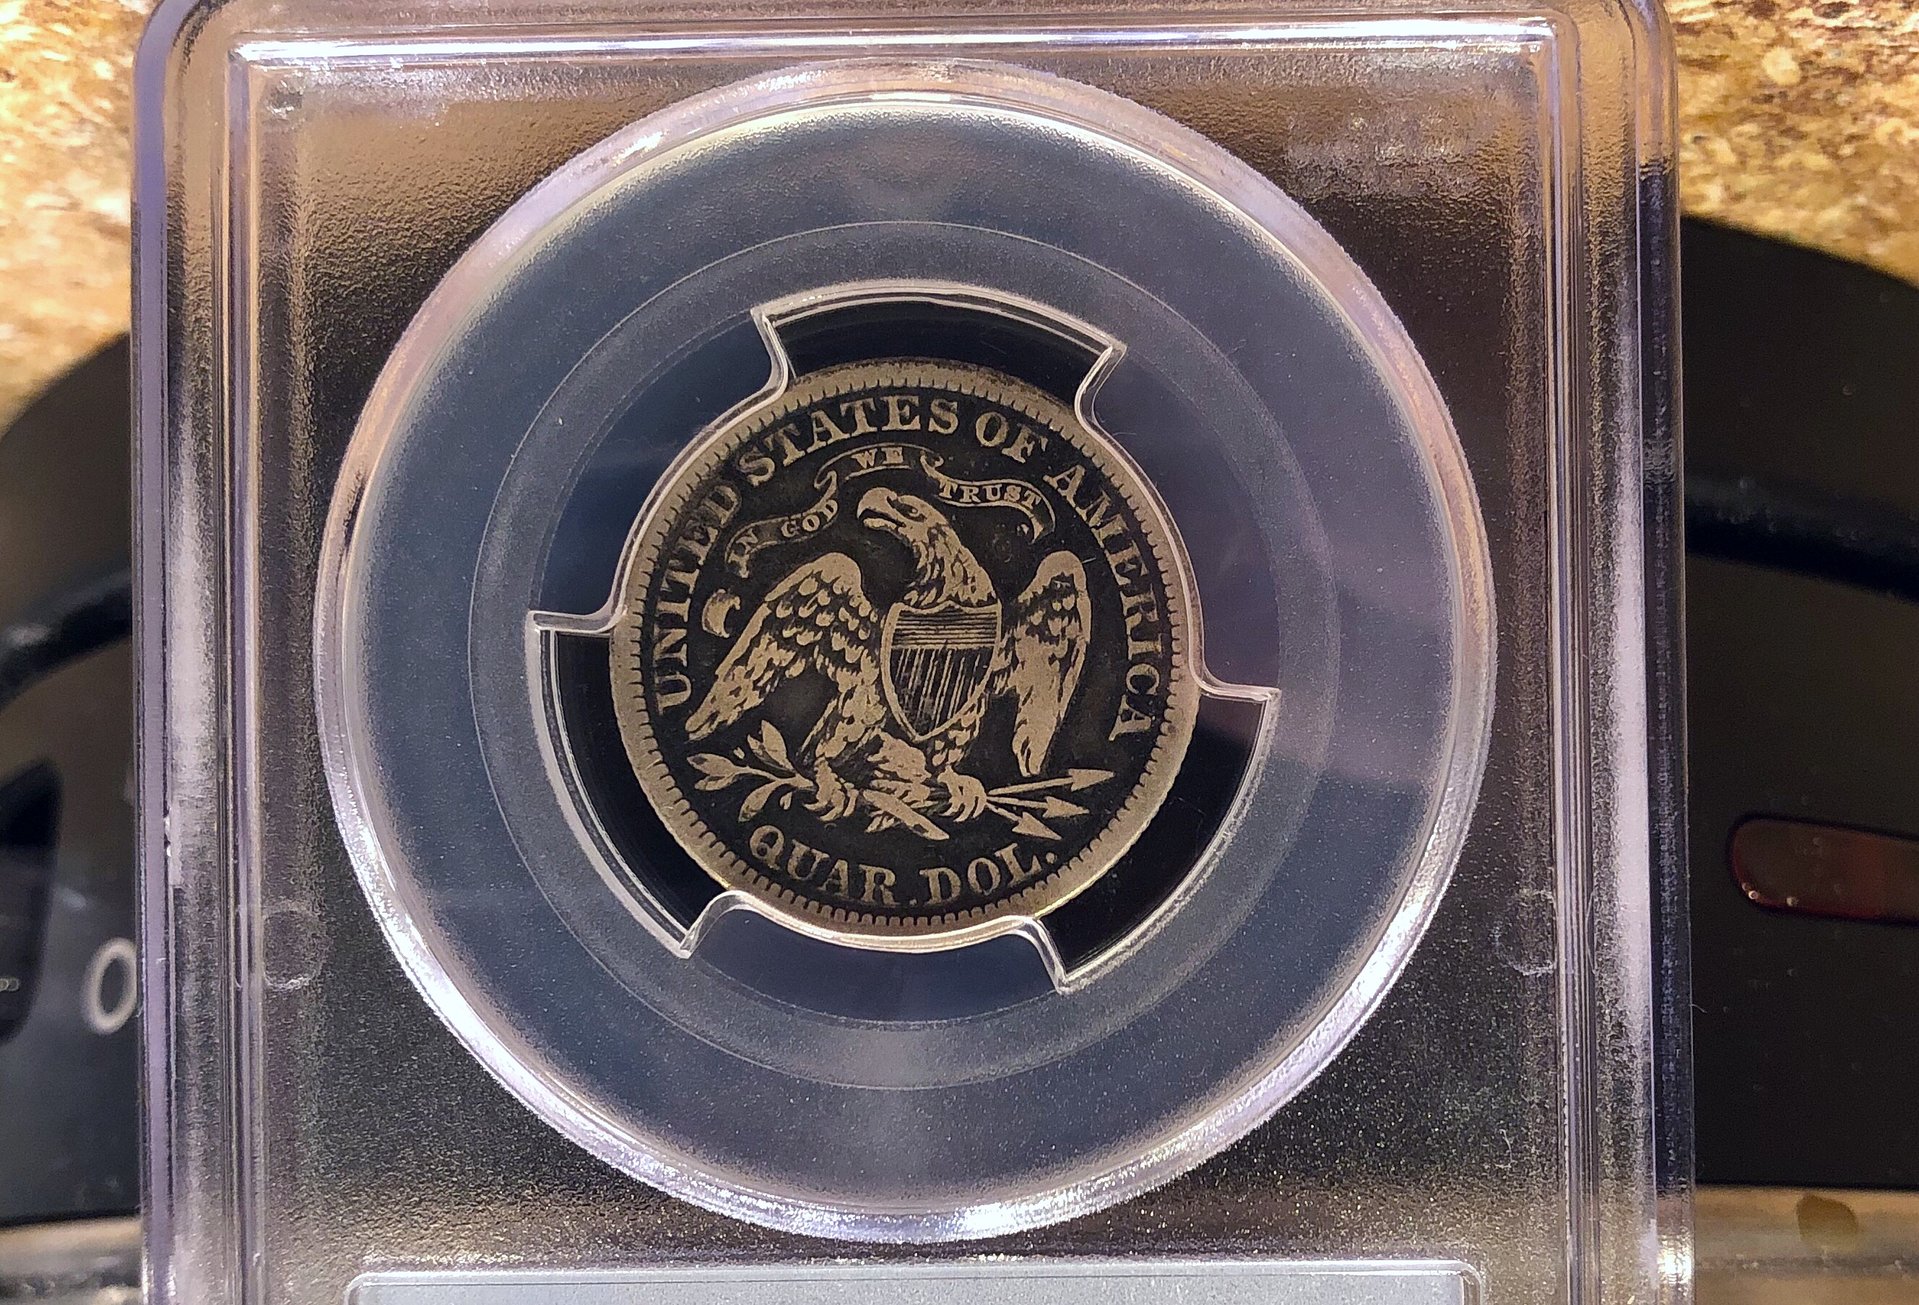 UNITED STATES OF AMERICA
IN GOD WE TRUST
QUAR. DOL.
O